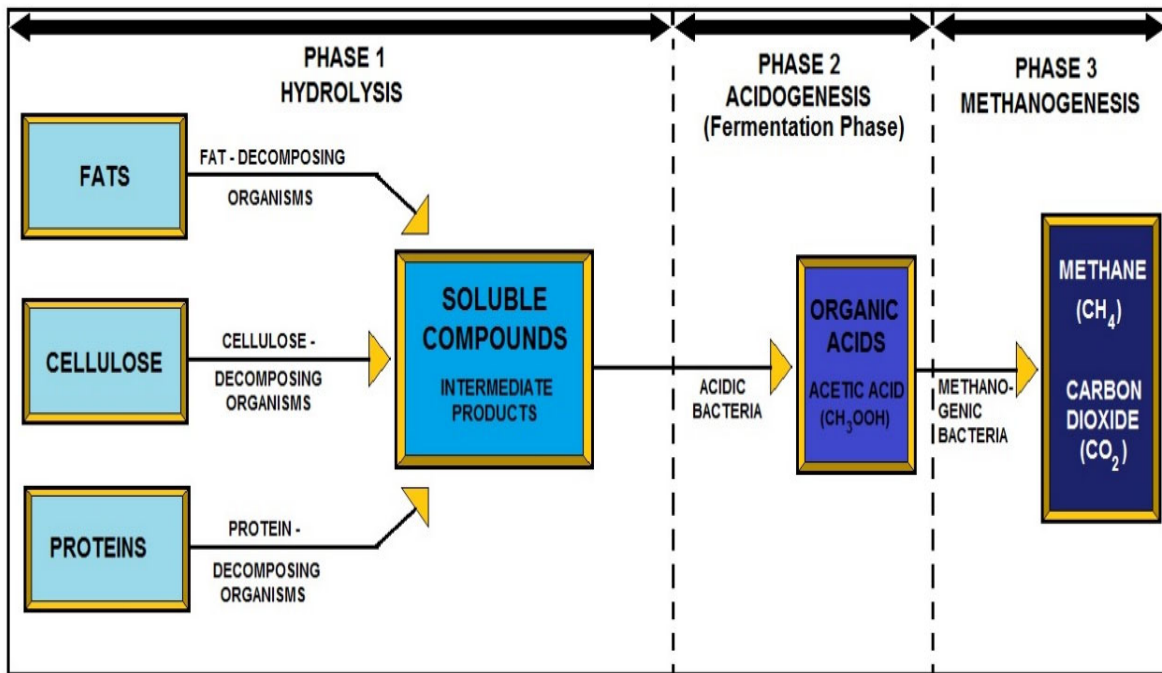 PHASE 1
HYDROLYSIS
PHASE 2
ACIDOGENESIS
(Fermentation Phase)
PHASE 3
METHANOGENESIS
FATS
FAT - DECOMPOSING
ORGANISMS
CELLULOSE
CELLULOSE -
DECOMPOSING
ORGANISMS
PROTEINS
PROTEIN -
DECOMPOSING
ORGANISMS
SOLUBLE
COMPOUNDS
INTERMEDIATE
PRODUCTS
ACIDIC
BACTERIA
ORGANIC
ACIDS
ACETIC ACID
(CH₃OOH)
METHANO-
GENIC
BACTERIA
METHANE
(CH₄)
CARBON
DIOXIDE
(CO₂)